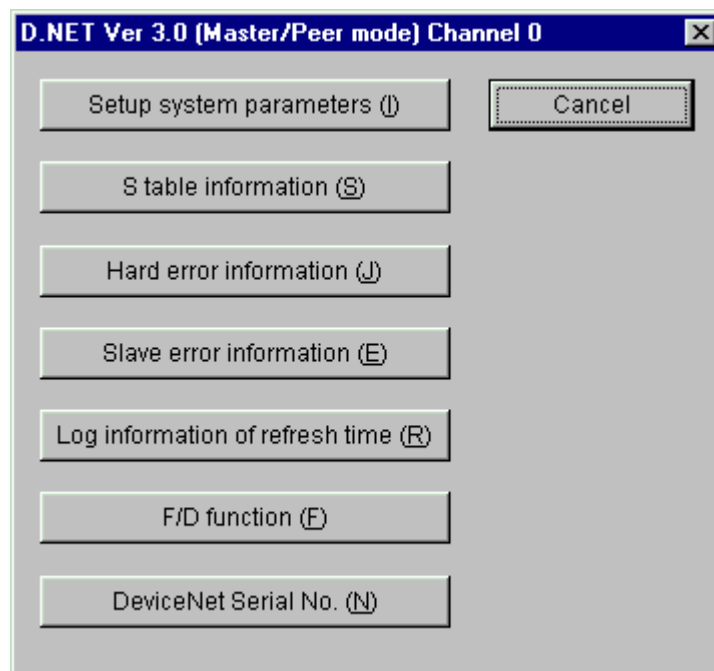 D.NET Ver 3.0 (Master/Peer mode) Channel 0
Setup system parameters (I)
Cancel
S table information (S)
Hard error information (J)
Slave error information (E)
Log information of refresh time (R)
F/D function (F)
DeviceNet Serial No. (N)